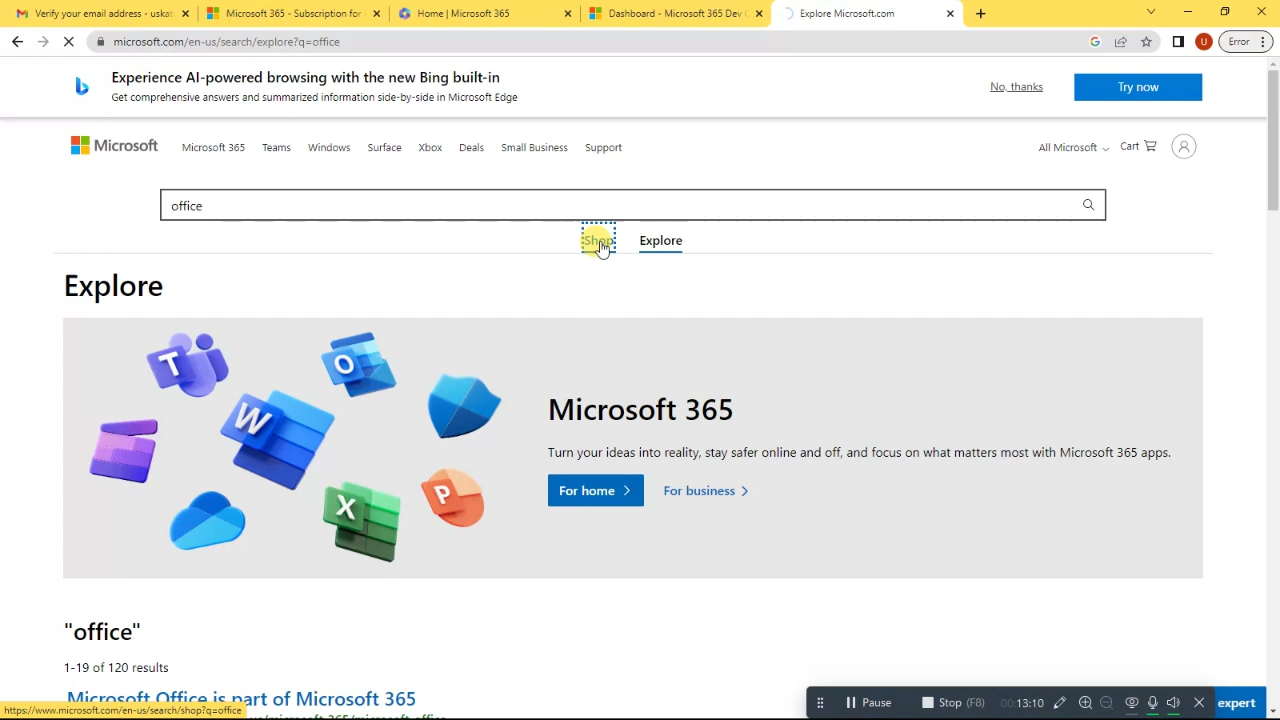 Verify your email address - uskat
Microsoft 365 - Subscription for
Home | Microsoft 365
Dashboard - Microsoft 365 Dev C
Explore Microsoft.com
microsoft.com/en-us/search/explore?q=office
U
Error
Experience AI-powered browsing with the new Bing built-in
Get comprehensive answers and summarized information side-by-side in Microsoft Edge
No, thanks
Try now
Microsoft
Microsoft 365
Teams
Windows
Surface
Xbox
Deals
Small Business
Support
All Microsoft
Cart
office
Shop
Explore
Explore
T
O
W
X
P
Microsoft 365
Turn your ideas into reality, stay safer online and off, and focus on what matters most with Microsoft 365 apps.
For home
For business
"office"
1-19 of 120 results
Microsoft Office is part of Microsoft 365
https://www.microsoft.com/en-us/search/shop?q=office
Pause
Stop (F8)
00:13:10
expert